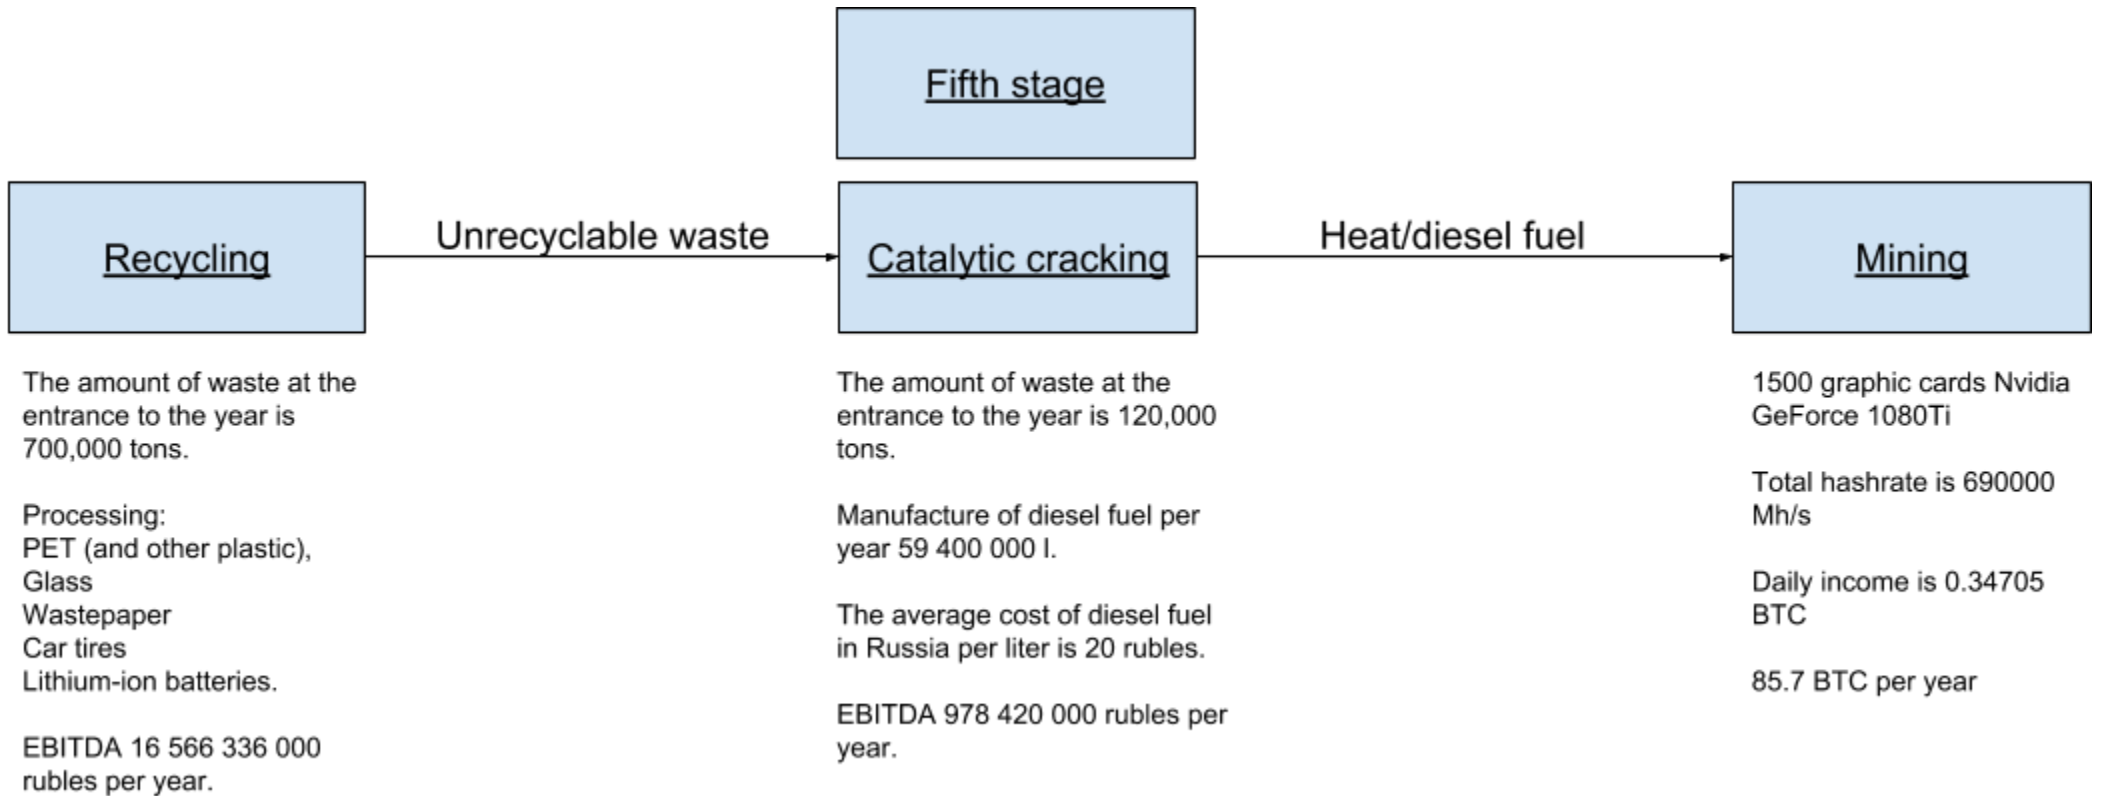 Fifth stage
Recycling
Unrecyclable waste
Catalytic cracking
Heat/diesel fuel
Mining
The amount of waste at the
entrance to the year is
700,000 tons.
Processing:
PET (and other plastic),
Glass
Wastepaper
Car tires
Lithium-ion batteries.
EBITDA 16 566 336 000
rubles per year.
The amount of waste at the
entrance to the year is 120,000
tons.
Manufacture of diesel fuel per
year 59 400 000 l.
The average cost of diesel fuel
in Russia per liter is 20 rubles.
EBITDA 978 420 000 rubles per
year.
1500 graphic cards Nvidia
GeForce 1080Ti
Total hashrate is 690000
Mh/s
Daily income is 0.34705
BTC
85.7 BTC per year